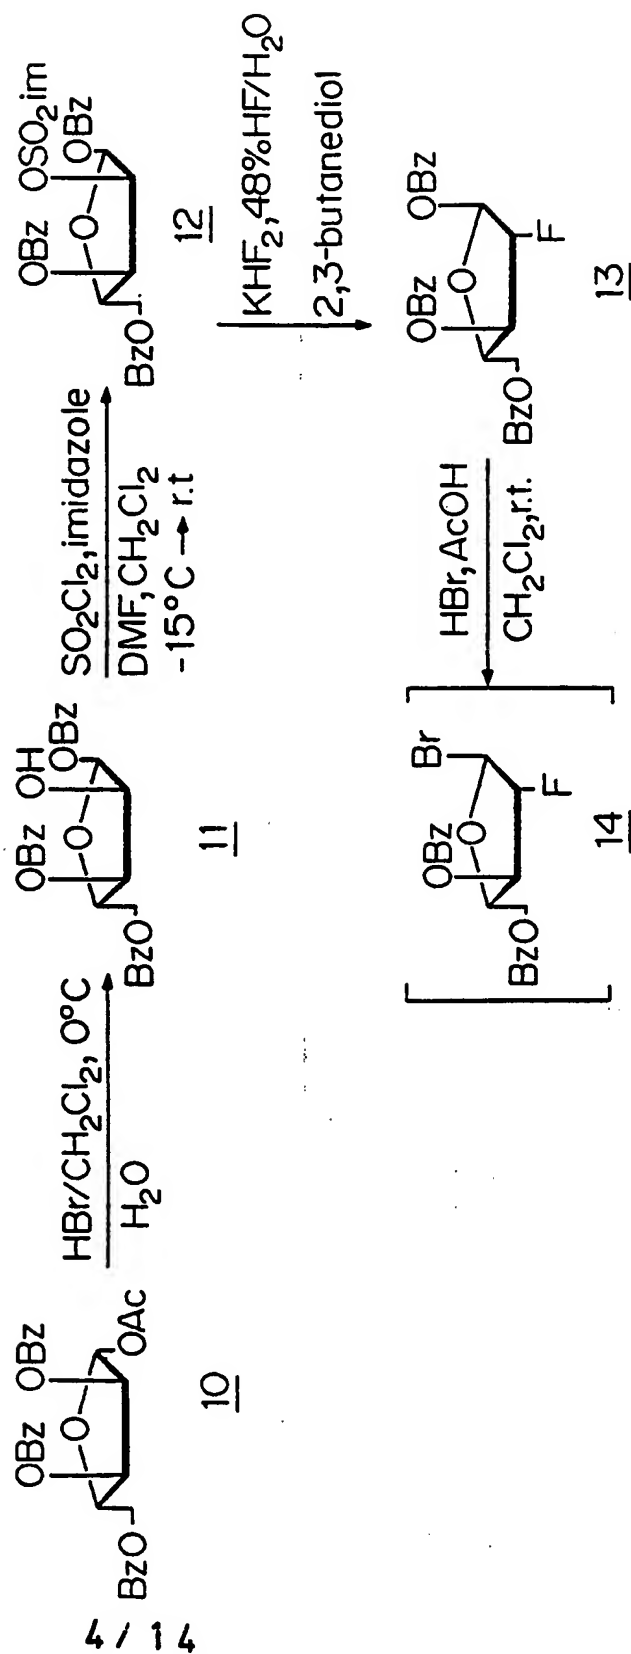 4/14
OBz OBz
O
BzO
OAc
10
HBr/CH2Cl2, 0°C
H2O
OBz OH
OBz
O
BzO
11
SO2Cl2, imidazole
DMF, CH2Cl2
-15°C → r.t
OBz OSO2im
OBz
O
BzO
12
KHF2, 48%HF/H2O
2,3-butanediol
OBz OBz
O
BzO
F
13
HBr, AcOH
CH2Cl2, r.t.
OBz Br
O
BzO
F
14